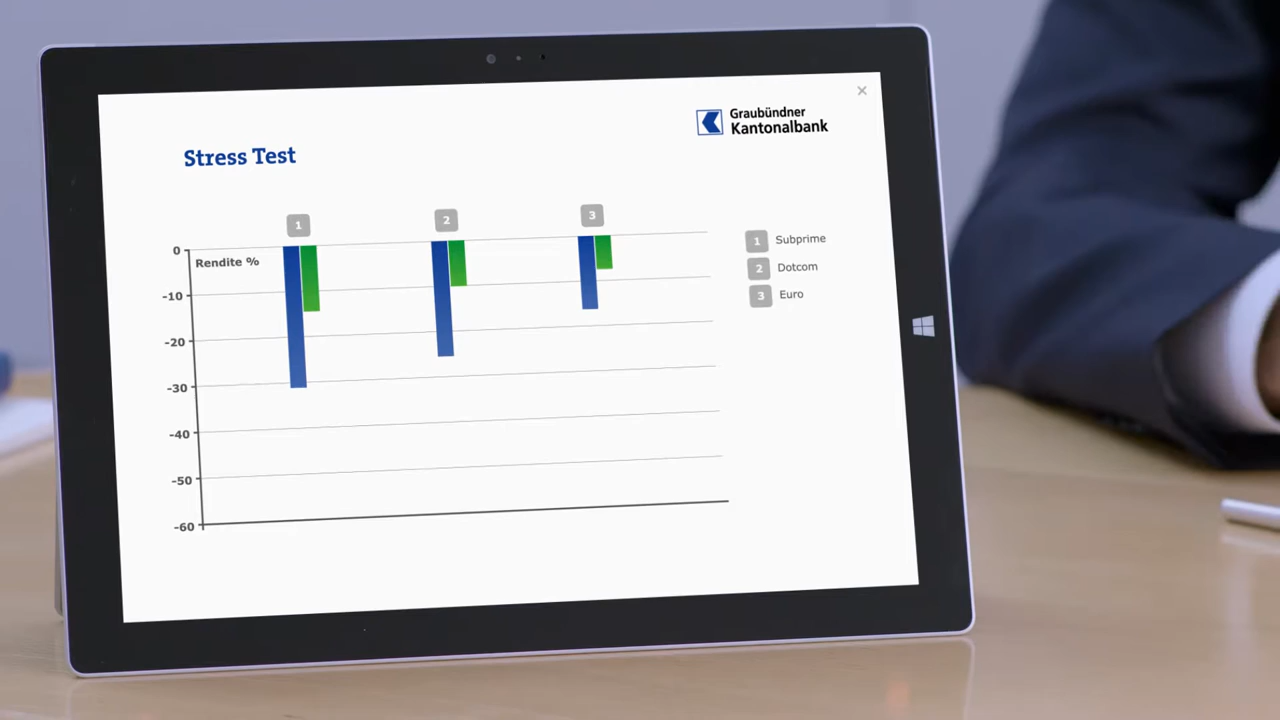 Graubündner
Kantonalbank
Stress Test
1
2
3
0
Rendite %
-10
-20
-30
-40
-50
-60
1 Subprime
2 Dotcom
3 Euro